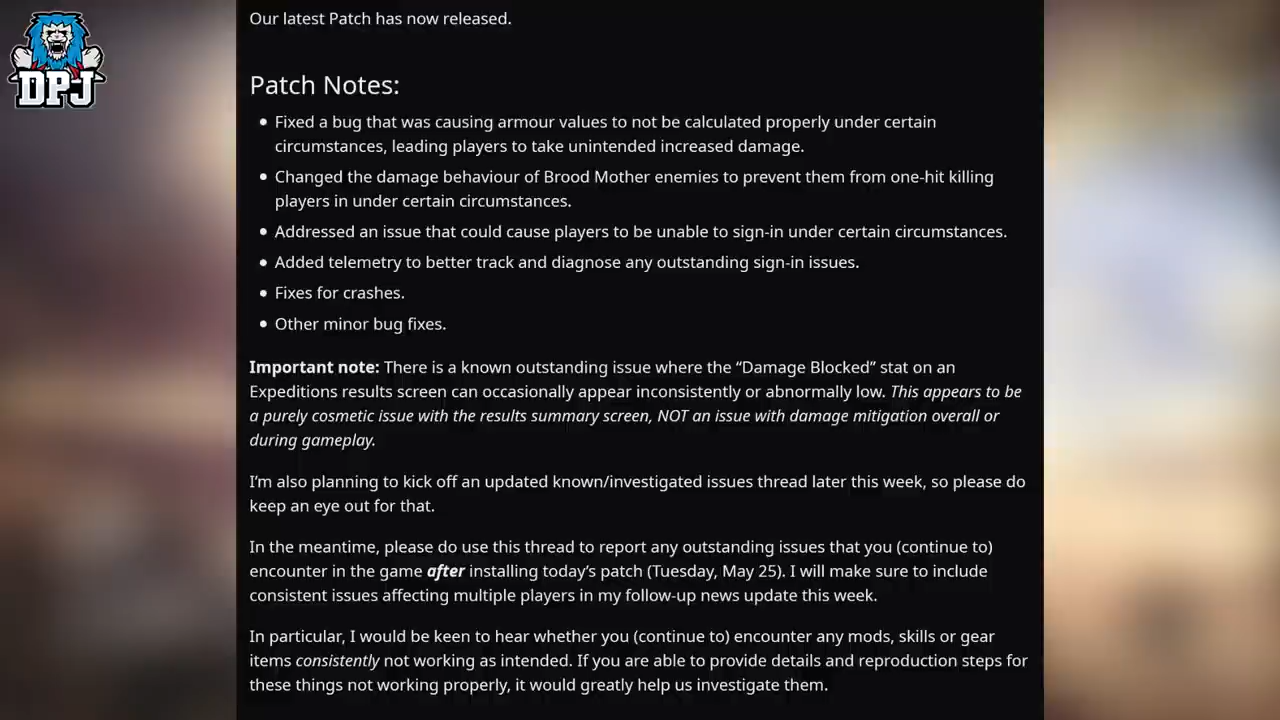 DPJ
Our latest Patch has now released.
Patch Notes:
• Fixed a bug that was causing armour values to not be calculated properly under certain
circumstances, leading players to take unintended increased damage.
• Changed the damage behaviour of Brood Mother enemies to prevent them from one-hit killing
players in under certain circumstances.
• Addressed an issue that could cause players to be unable to sign-in under certain circumstances.
• Added telemetry to better track and diagnose any outstanding sign-in issues.
• Fixes for crashes.
• Other minor bug fixes.
Important note: There is a known outstanding issue where the “Damage Blocked” stat on an
Expeditions results screen can occasionally appear inconsistently or abnormally low. This appears to be
a purely cosmetic issue with the results summary screen, NOT an issue with damage mitigation overall or
during gameplay.
I’m also planning to kick off an updated known/investigated issues thread later this week, so please do
keep an eye out for that.
In the meantime, please do use this thread to report any outstanding issues that you (continue to)
encounter in the game after installing today’s patch (Tuesday, May 25). I will make sure to include
consistent issues affecting multiple players in my follow-up news update this week.
In particular, I would be keen to hear whether you (continue to) encounter any mods, skills or gear
items consistently not working as intended. If you are able to provide details and reproduction steps for
these things not working properly, it would greatly help us investigate them.